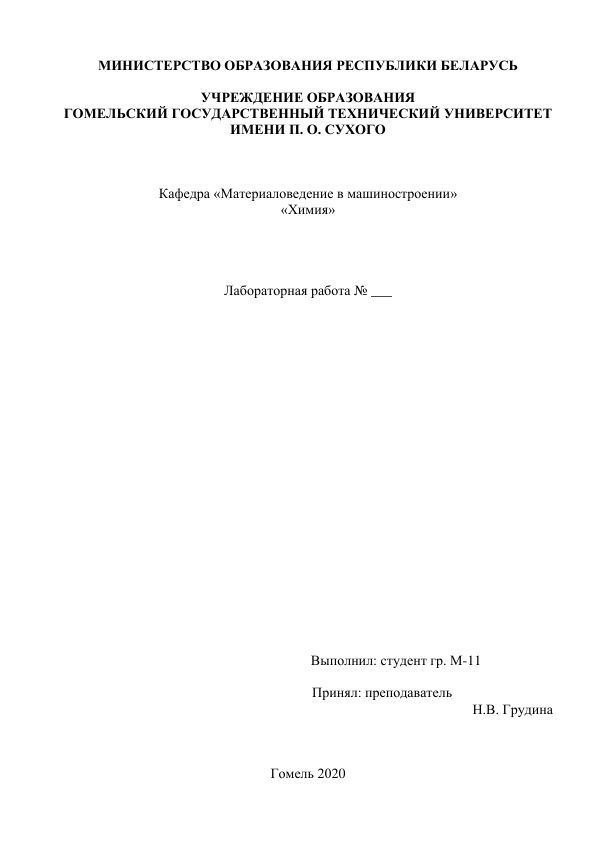 МИНИСТЕРСТВО ОБРАЗОВАНИЯ РЕСПУБЛИКИ БЕЛАРУСЬ
УЧРЕЖДЕНИЕ ОБРАЗОВАНИЯ
ГОМЕЛЬСКИЙ ГОСУДАРСТВЕННЫЙ ТЕХНИЧЕСКИЙ УНИВЕРСИТЕТ
ИМЕНИ П. О. СУХОГО
Кафедра «Материаловедение в машиностроении»
«Химия»
Лабораторная работа № ___
Выполнил: студент гр. М-11
Принял: преподаватель
Н.В. Грудина
Гомель 2020